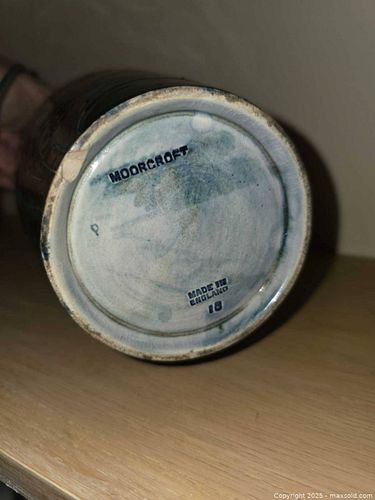 MOORCROFT
MADE IN
ENGLAND
18
Copyright 2025 - maxsold.com